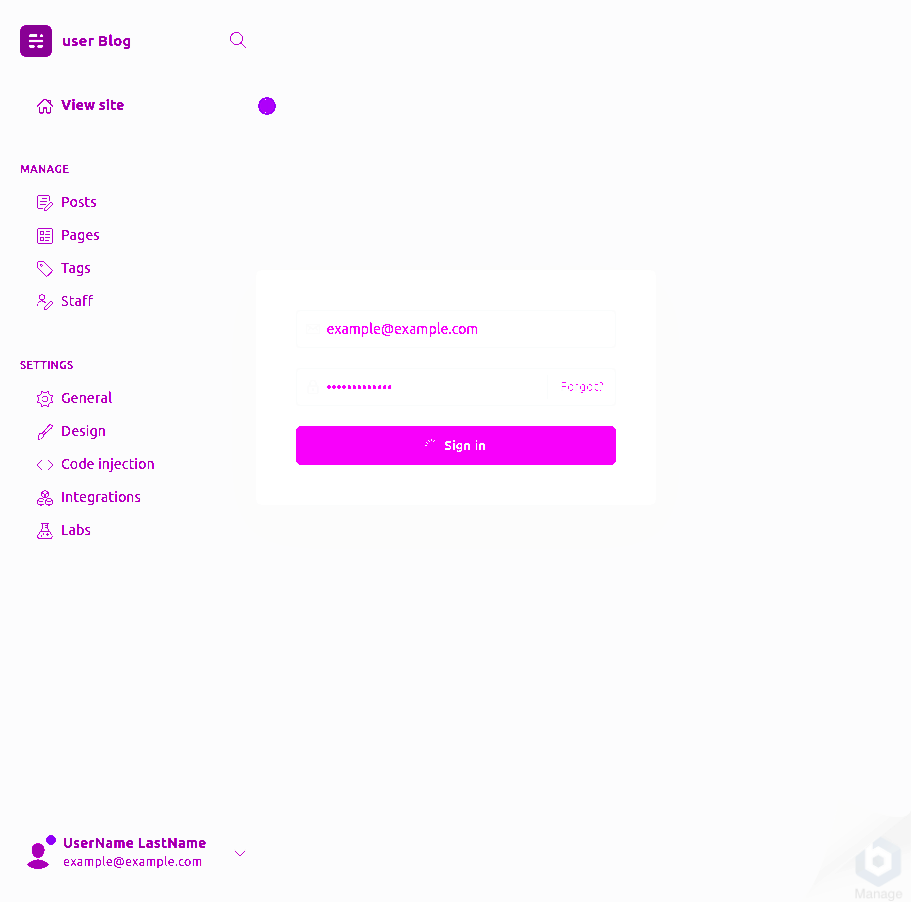 user Blog
View site
MANAGE
Posts
Pages
Tags
Staff
SETTINGS
General
Design
Code injection
Integrations
Labs
example@example.com
Forgot?
Sign in
UserName LastName
example@example.com
Manage